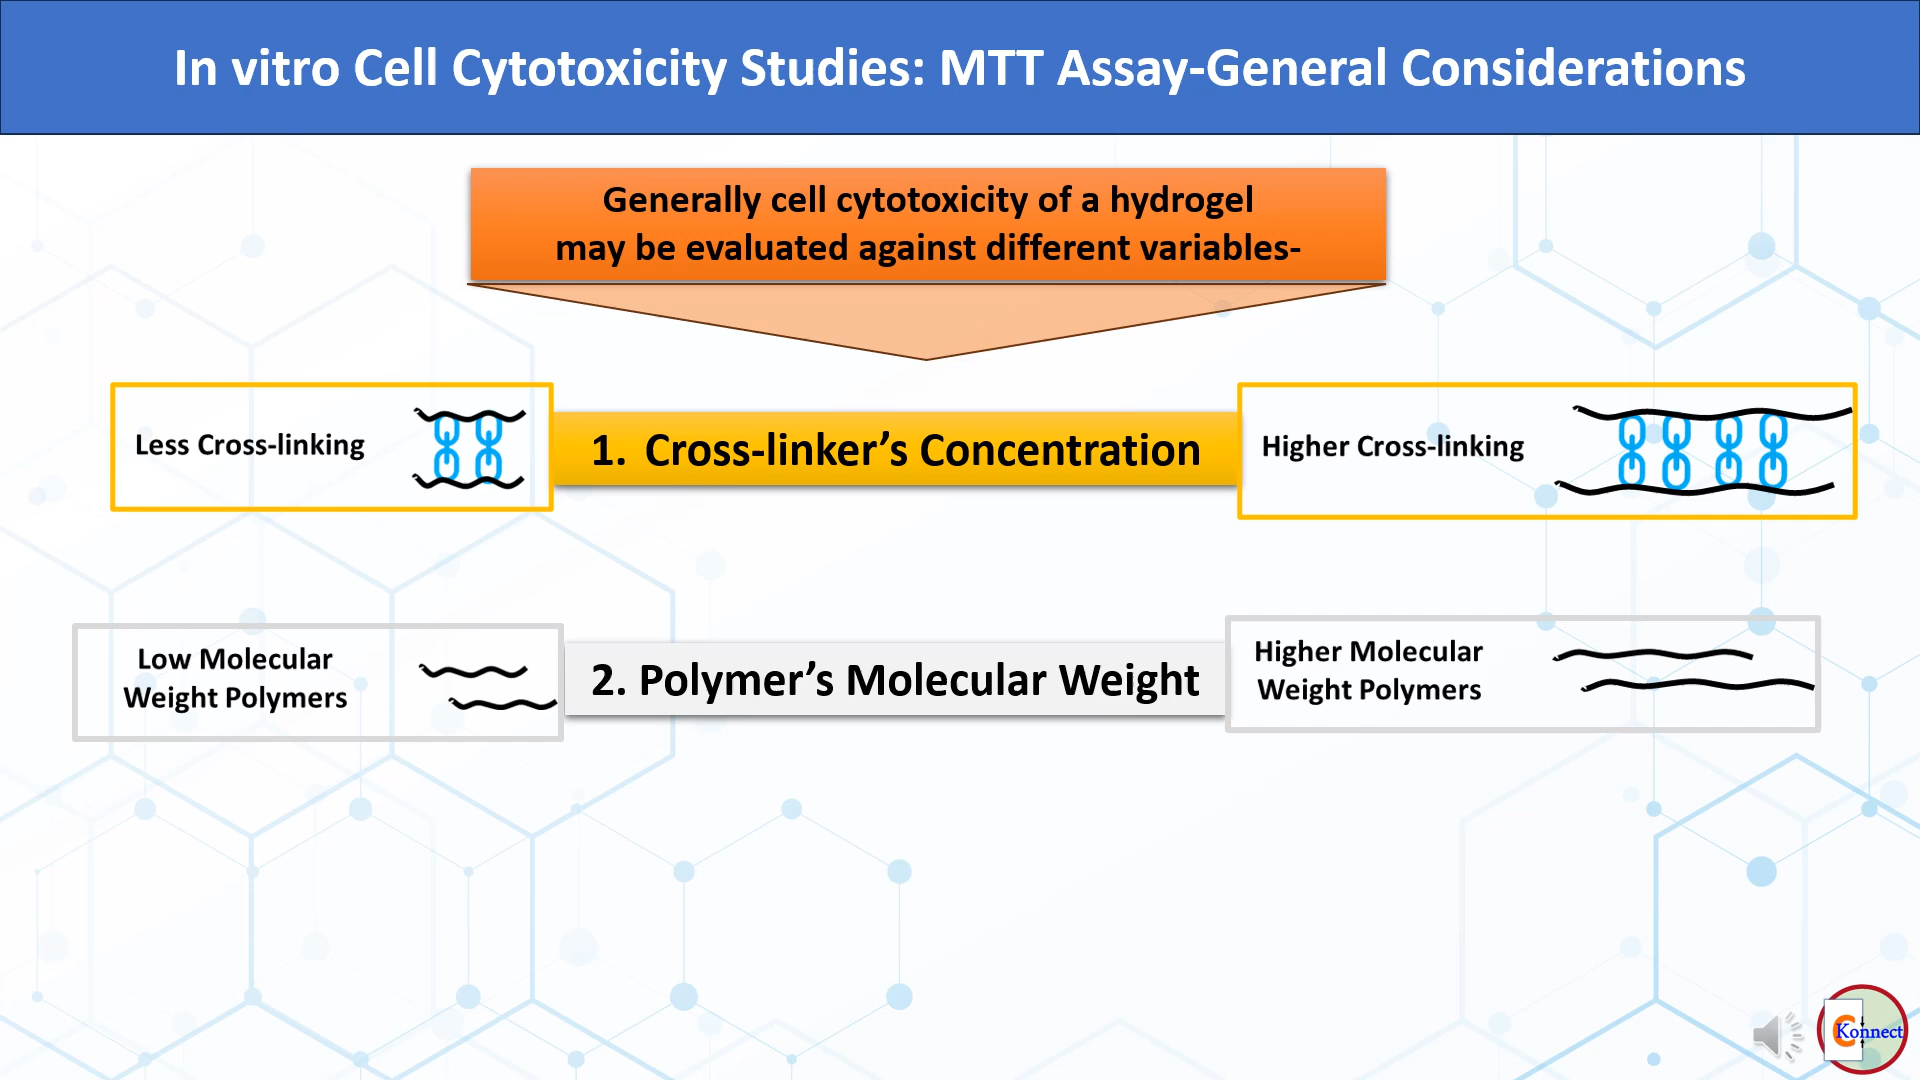 In vitro Cell Cytotoxicity Studies: MTT Assay-General Considerations
Generally cell cytotoxicity of a hydrogel
may be evaluated against different variables-
Less Cross-linking
1. Cross-linker’s Concentration
Higher Cross-linking
Low Molecular
Weight Polymers
2. Polymer’s Molecular Weight
Higher Molecular
Weight Polymers
C
Konnect